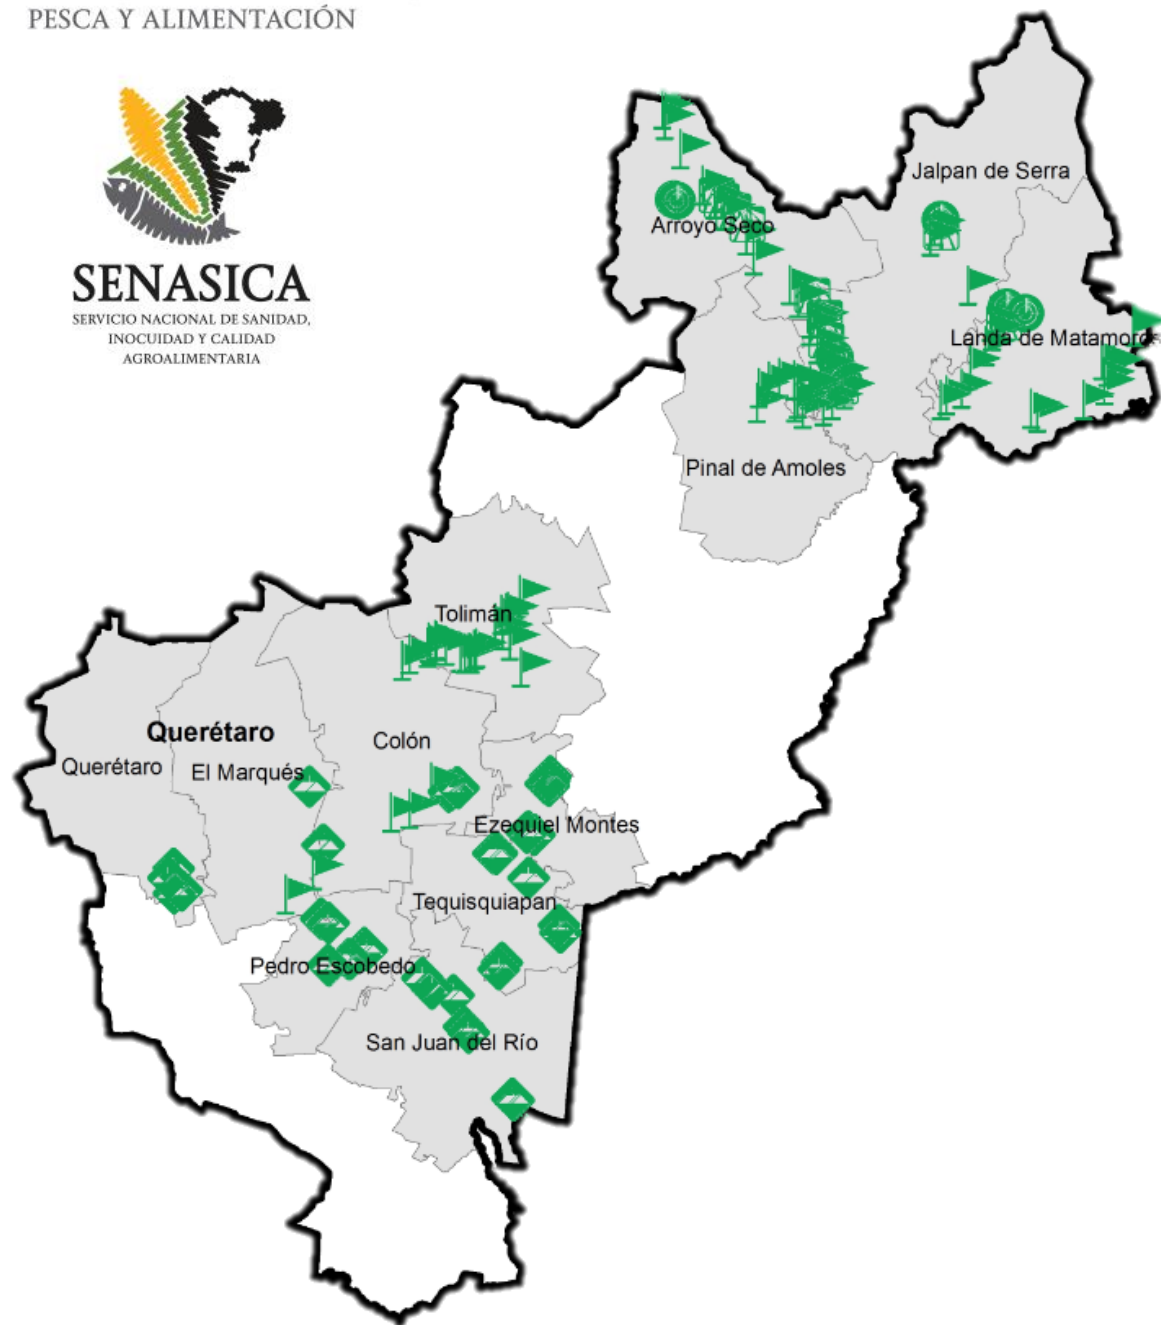 PESCA Y ALIMENTACIÓN
SENASICA
SERVICIO NACIONAL DE SANIDAD,
INOCUIDAD Y CALIDAD
AGROALIMENTARIA
Jalpan de Serra
Arroyo Seco
Landa de Matamoros
Pinal de Amoles
Tolimán
Querétaro
Colón
Querétaro
El Marqués
Ezequiel Montes
Tequisquiapan
Pedro Escobedo
San Juan del Río